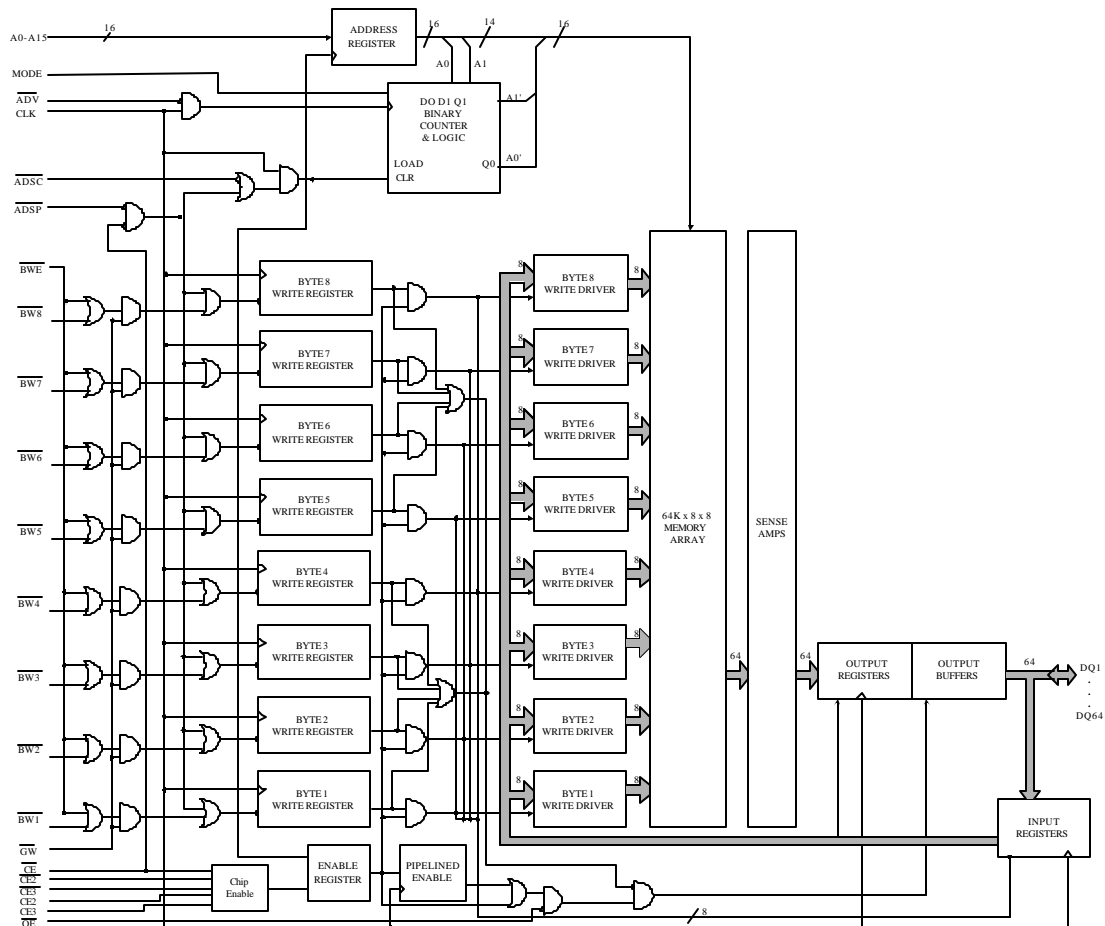 16
ADDRESS
REGISTER
16
14
16
A0-A15
A0
A1
MODE
ADV
CLK
DO D1 Q1
BINARY
COUNTER
& LOGIC
A1'
LOAD
Q0
A0'
CLR
ADSC
ADSP
BWE
BW8
BW7
BW6
BW5
BW4
BW3
BW2
BW1
GW
CE
CE2
CE3
CE2
CE3
OE
BYTE 8
WRITE REGISTER
BYTE 7
WRITE REGISTER
BYTE 6
WRITE REGISTER
BYTE 5
WRITE REGISTER
BYTE 4
WRITE REGISTER
BYTE 3
WRITE REGISTER
BYTE 2
WRITE REGISTER
BYTE 1
WRITE REGISTER
Chip
Enable
ENABLE
REGISTER
PIPELINED
ENABLE
8
BYTE 8
WRITE DRIVER
8
8
BYTE 7
WRITE DRIVER
8
8
BYTE 6
WRITE DRIVER
8
8
BYTE 5
WRITE DRIVER
8
8
BYTE 4
WRITE DRIVER
8
8
BYTE 3
WRITE DRIVER
8
8
BYTE 2
WRITE DRIVER
8
8
BYTE 1
WRITE DRIVER
8
64K x 8 x 8
MEMORY
ARRAY
SENSE
AMPS
64
64
OUTPUT
REGISTERS
OUTPUT
BUFFERS
64
DQ1
.
.
.
DQ64
INPUT
REGISTERS
8